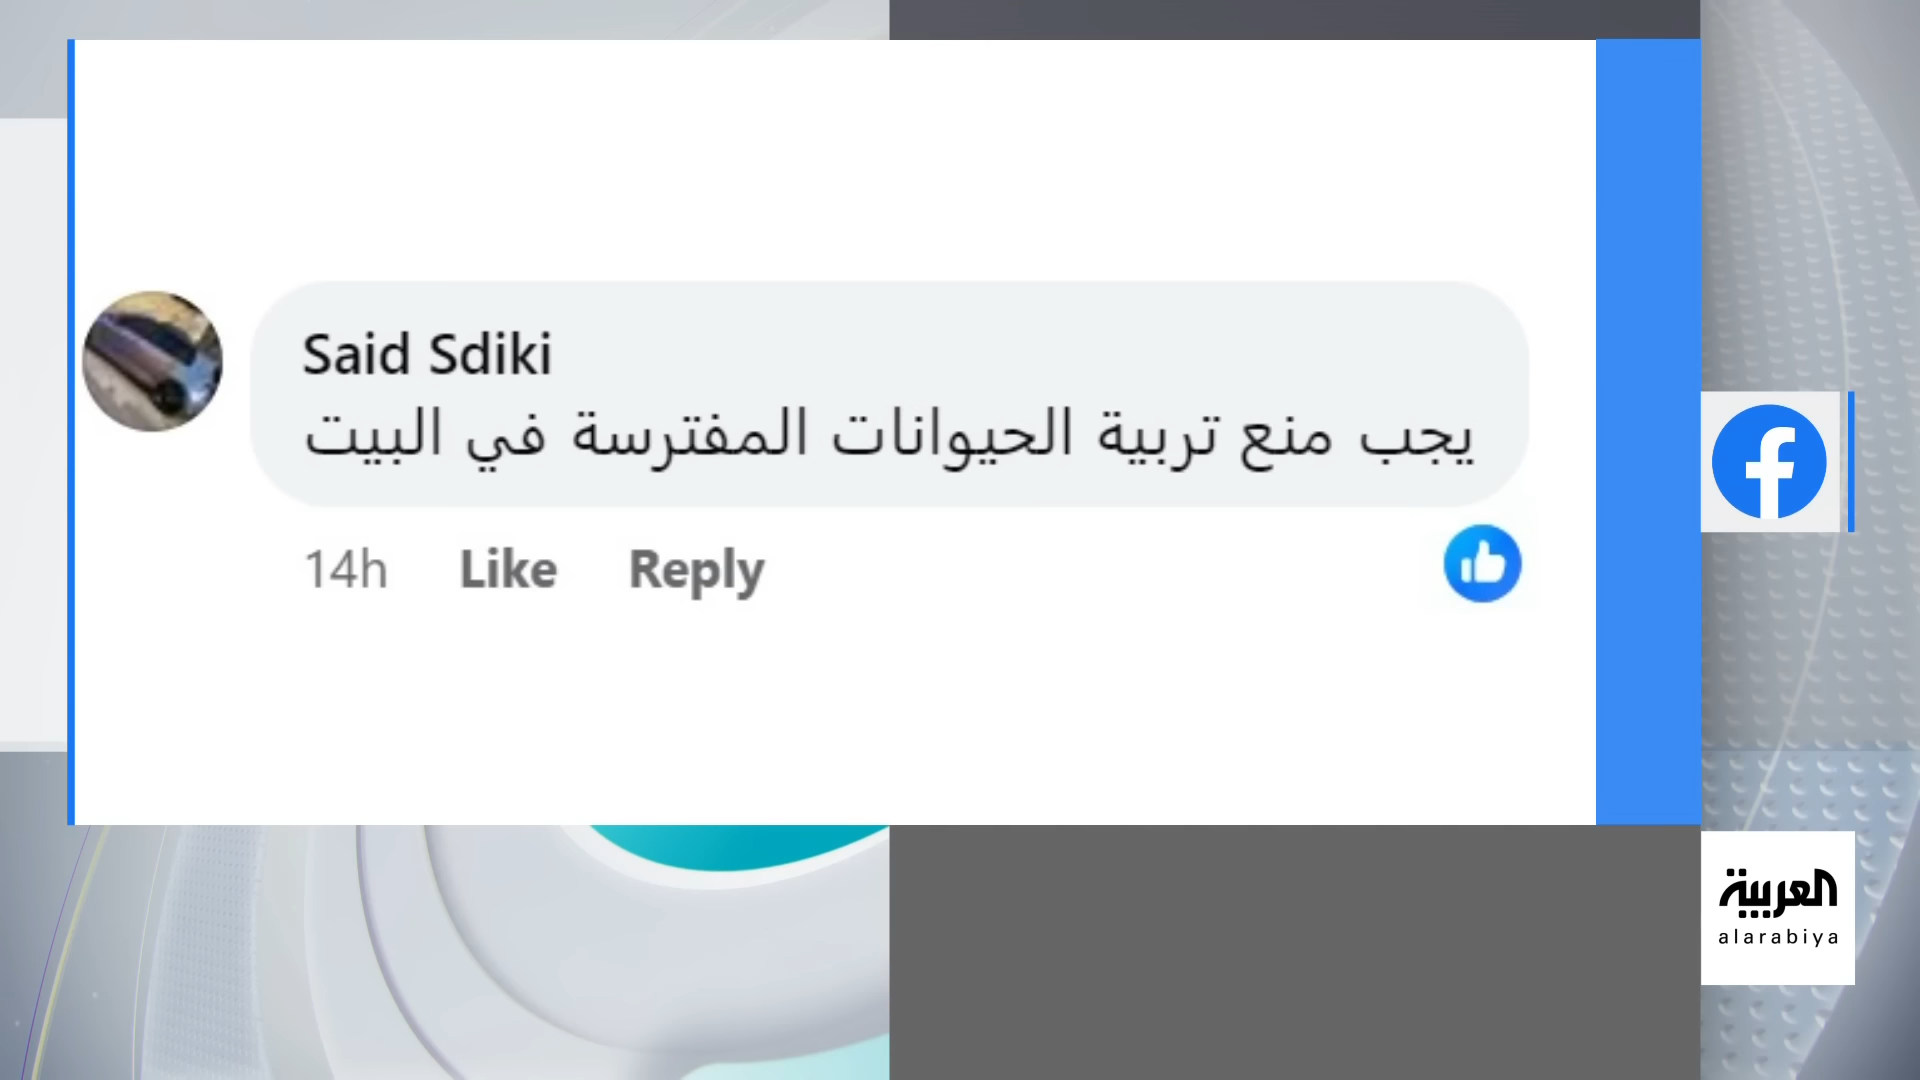 Said Sdiki
يجب منع تربية الحيوانات المفترسة في البيت
14h Like Reply
العربية
alarabiya